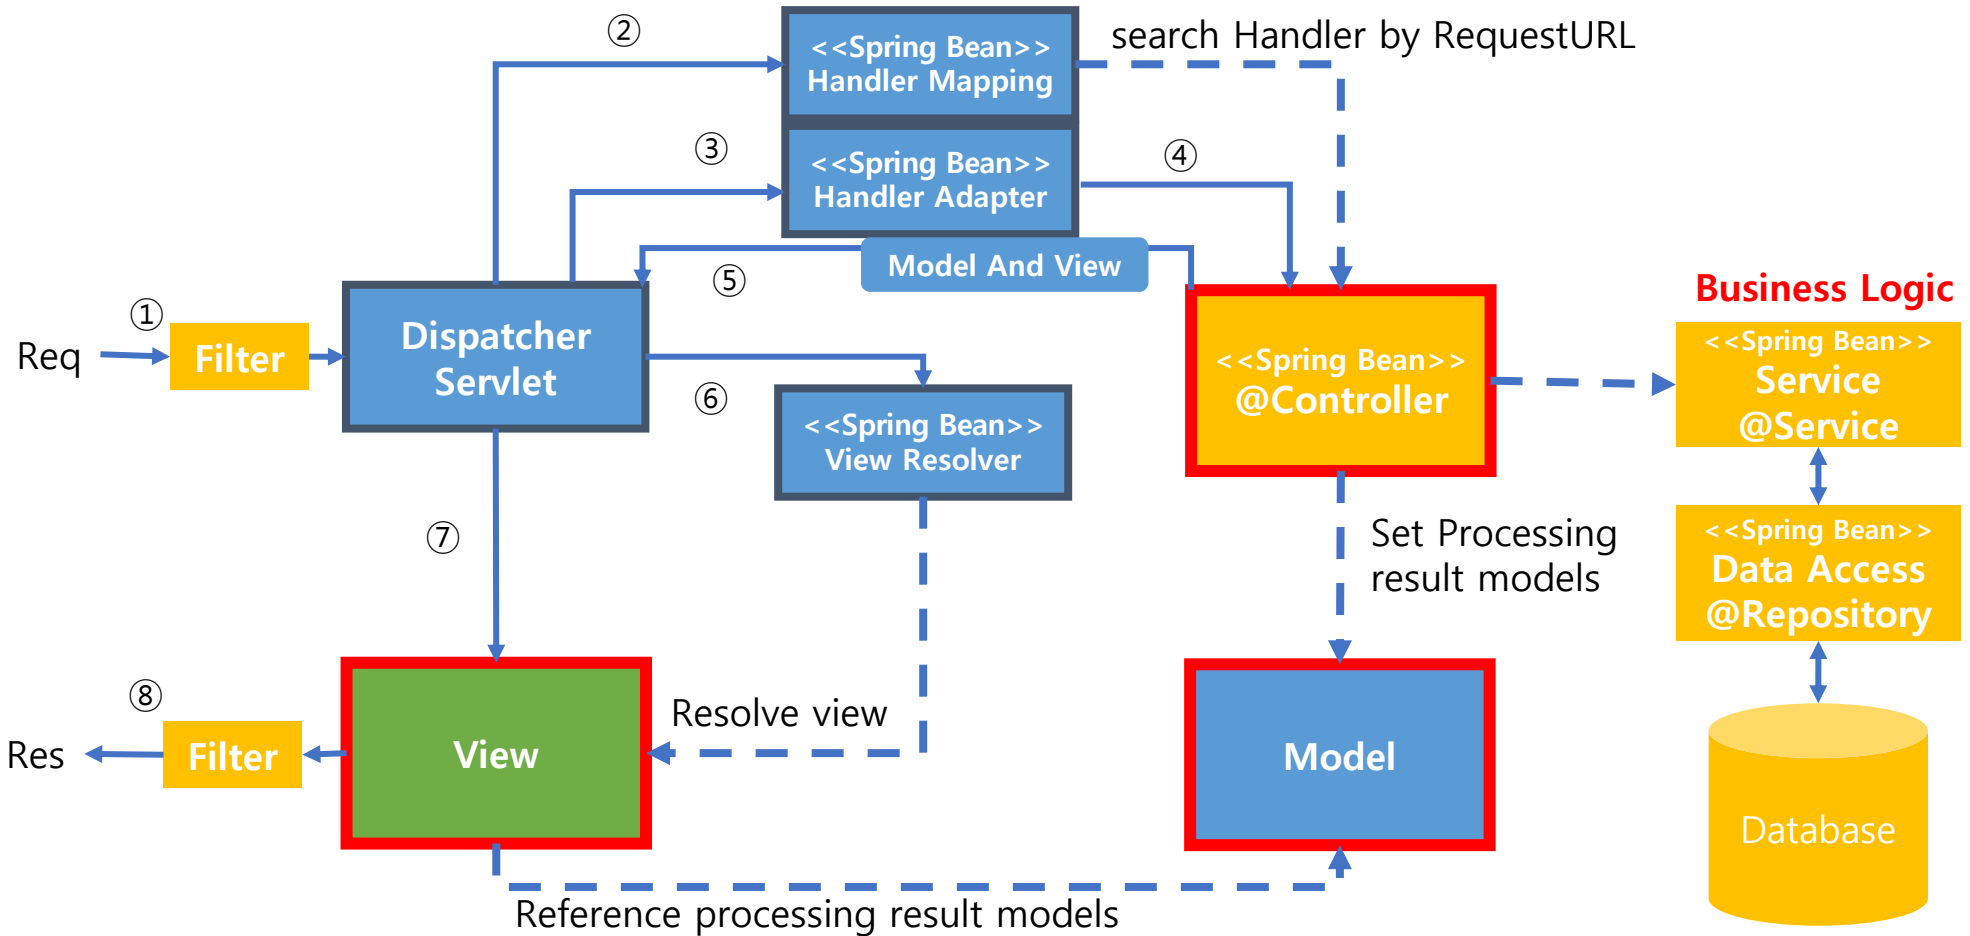 ②
<<Spring Bean>>
Handler Mapping
search Handler by RequestURL
③
<<Spring Bean>>
Handler Adapter
④
Model And View
⑤
①
Req
Filter
Dispatcher
Servlet
⑥
<<Spring Bean>>
View Resolver
<<Spring Bean>>
@Controller
Business Logic
<<Spring Bean>>
Service
@Service
⑦
Set Processing
result models
<<Spring Bean>>
Data Access
@Repository
⑧
Res
Filter
View
Resolve view
Model
Database
Reference processing result models